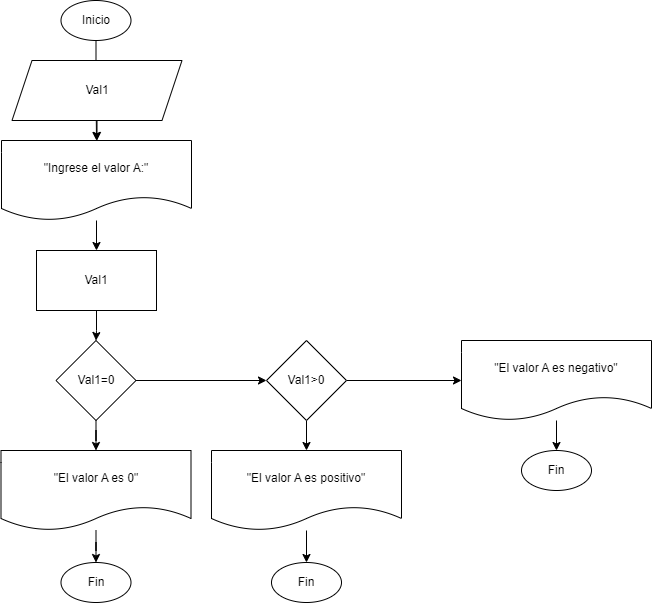 Inicio
Val1
"Ingrese el valor A:"
Val1
Val1=0
Val1>0
"El valor A es negativo"
"El valor A es 0"
"El valor A es positivo"
Fin
Fin
Fin